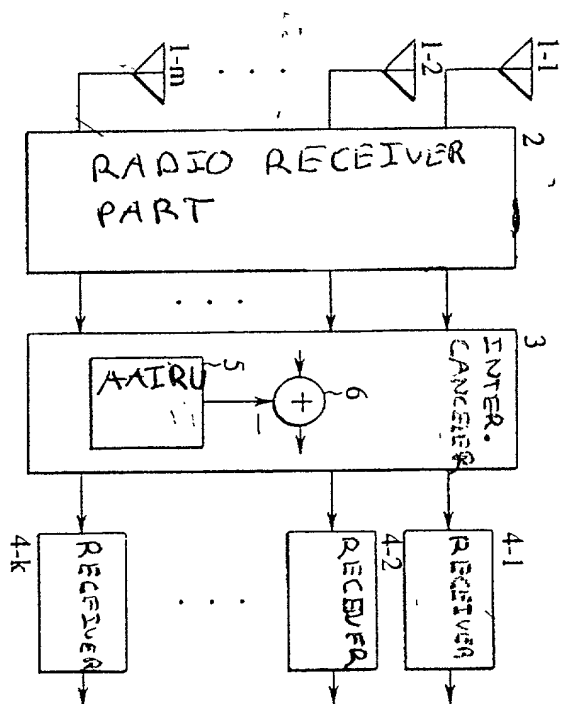 1-1
1-2
1-m
2
RADIO RECEIVER
PART
3
INTER.
CANCELER
AAIRU
5
6
+
−
4-1
RECEIVER
4-2
RECEIVER
4-k
RECEIVER